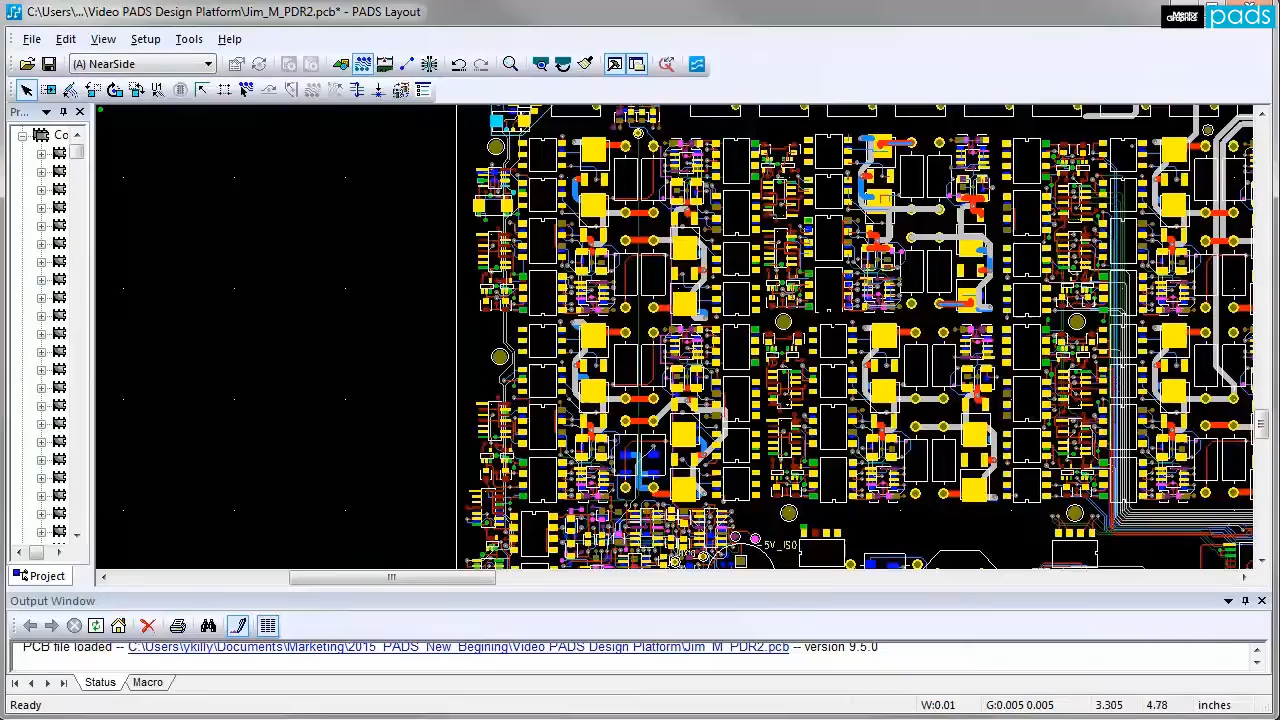 C:\Users\...\Video PADS Design Platform\Jim_M_PDR2.pcb* - PADS Layout
Mentor Graphics pads
File Edit View Setup Tools Help
(A) NearSide
Pr...
Co
5V_ISO
Project
Output Window
PCB file loaded -- C:\Users\ykilly\Documents\Marketing\2015_PADS_New_Begining\Video PADS Design Platform\Jim_M_PDR2.pcb -- version 9.5.0
Status Macro
Ready W:0.01 G:0.005 0.005 3.305 4.78 inches